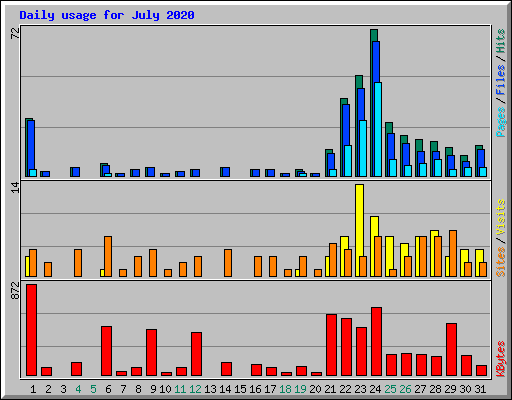 Daily usage for July 2020
72
Pages / Files / Hits
14
Sites / Visits
872
KBytes
1 2 3 4 5 6 7 8 9 10 11 12 13 14 15 16 17 18 19 20 21 22 23 24 25 26 27 28 29 30 31